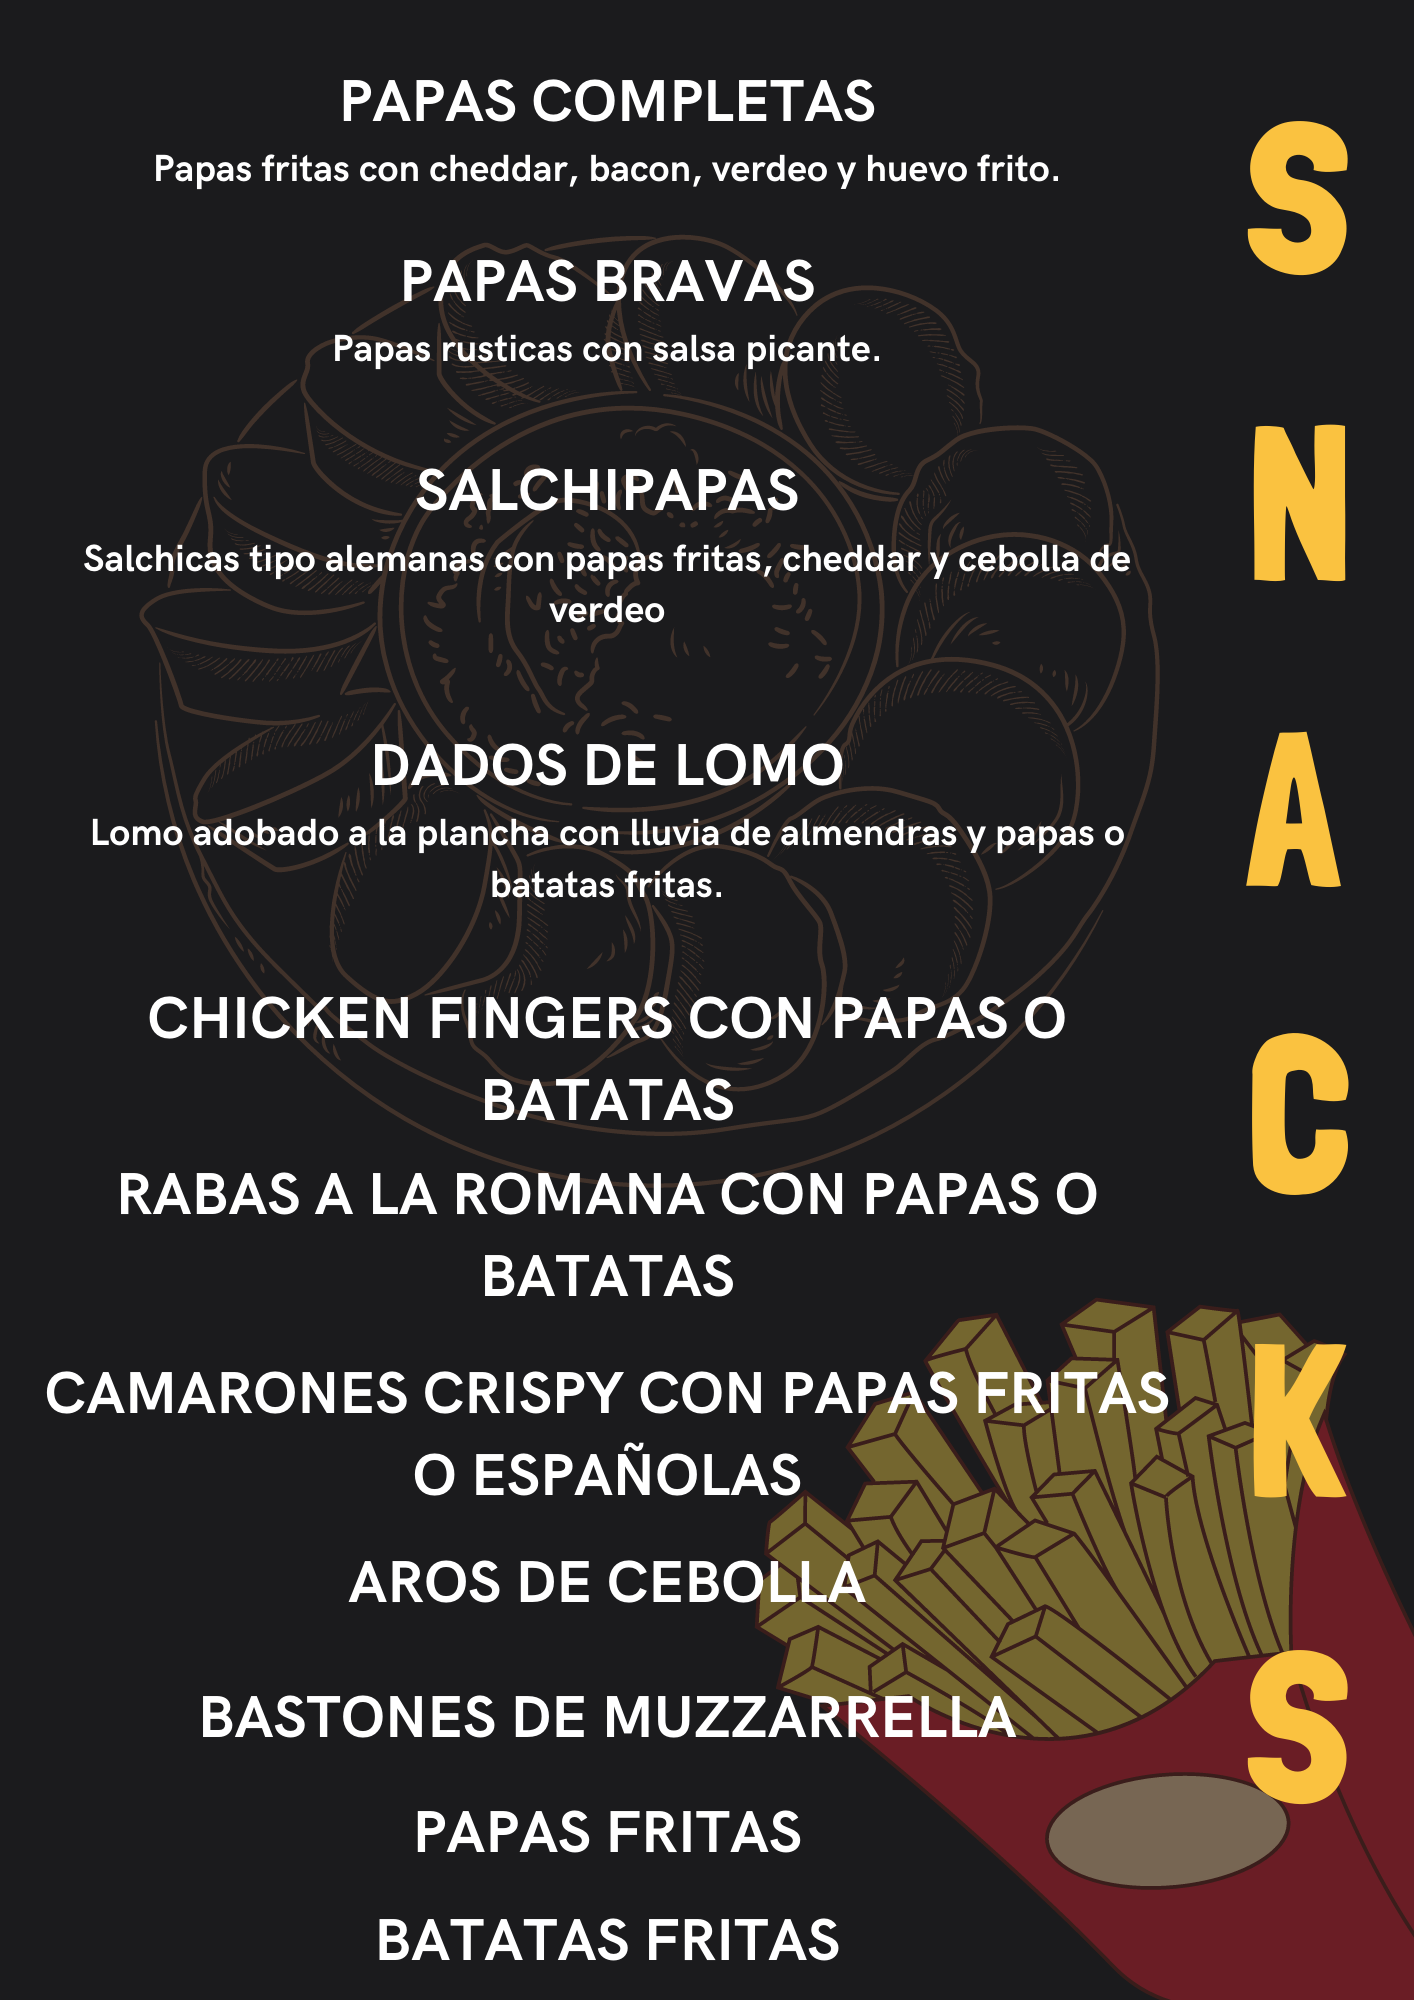 PAPAS COMPLETAS
Papas fritas con cheddar, bacon, verdeo y huevo frito.
PAPAS BRAVAS
Papas rusticas con salsa picante.
SALCHIPAPAS
Salchicas tipo alemanas con papas fritas, cheddar y cebolla de
verdeo
DADOS DE LOMO
Lomo adobado a la plancha con lluvia de almendras y papas o
batatas fritas.
CHICKEN FINGERS CON PAPAS O
BATATAS
RABAS A LA ROMANA CON PAPAS O
BATATAS
CAMARONES CRISPY CON PAPAS FRITAS
O ESPAÑOLAS
AROS DE CEBOLLA
BASTONES DE MUZZARRELLA
PAPAS FRITAS
BATATAS FRITAS
SNACKS